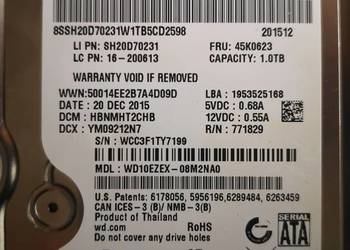 8SSH20D70231W1TB5CD2598 201512
LI PN: SH20D70231 FRU: 45K0623
LC PN: 16-200613 CAPACITY: 1.0TB
WARRANTY VOID IF REMOVED
WWN:50014EE2B7A4D09D LBA : 1953525168
DATE : 20 DEC 2015 5VDC : 0.68A
DCM : HBNMHT2CHB 12VDC : 0.55A
DCX : YM09212N7 R/N : 771829
S/N : WCC3F1TY7199
MDL : WD10EZEX-08M2NA0
U.S. Patents: 6178056, 5956196,6289484, 6263459
CAN ICES-3 (B)/ NMB-3(B)
Product of Thailand
wd.com RoHS
Do not cover any drive holes
SERIAL
SATA